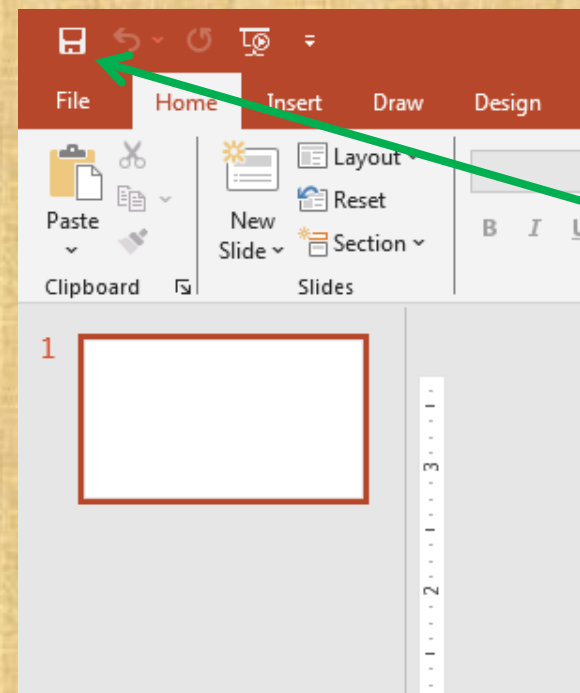 File Home Insert Draw Design
Layout
Reset
Paste New B I U
Slide Section
Clipboard Slides
1
3
2